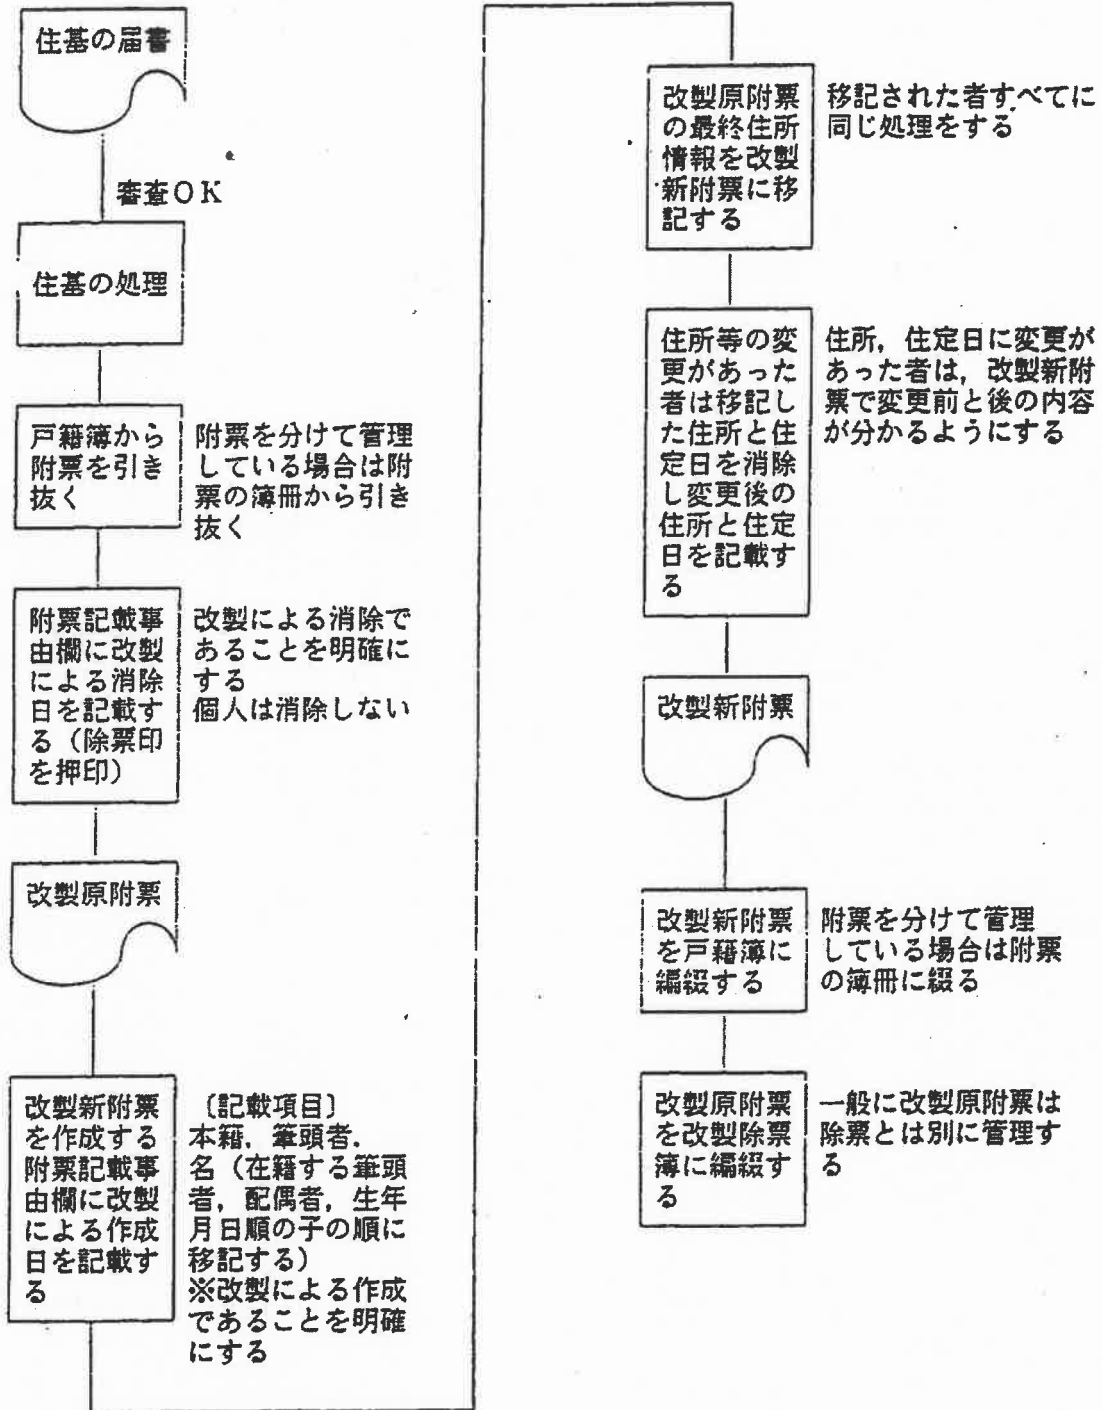 住基の届書
審査OK
住基の処理
戸籍簿から
附票を引き
抜く
附票を分けて管理
している場合は附
票の簿冊から引き
抜く
附票記載事
由欄に改製
による消除
日を記載す
る（除票印
を押印）
改製による消除で
あることを明確に
する
個人は消除しない
改製原附票
改製新附票
を作成する
附票記載事
由欄に改製
による作成
日を記載す
る
〔記載項目〕
本籍，筆頭者，
名（在籍する筆頭
者，配偶者，生年
月日順の子の順に
移記する）
※改製による作成
であることを明確
にする
改製原附票
の最終住所
情報を改製
新附票に移
記する
移記された者すべてに
同じ処理をする
住所等の変
更があった
者は移記し
た住所と住
定日を消除
し変更後の
住所と住定
日を記載す
る
住所，住定日に変更が
あった者は，改製新附
票で変更前と後の内容
が分かるようにする
改製新附票
改製新附票
を戸籍簿に
編綴する
附票を分けて管理
している場合は附票
の簿冊に綴る
改製原附票
を改製除票
簿に編綴す
る
一般に改製原附票は
除票とは別に管理す
る